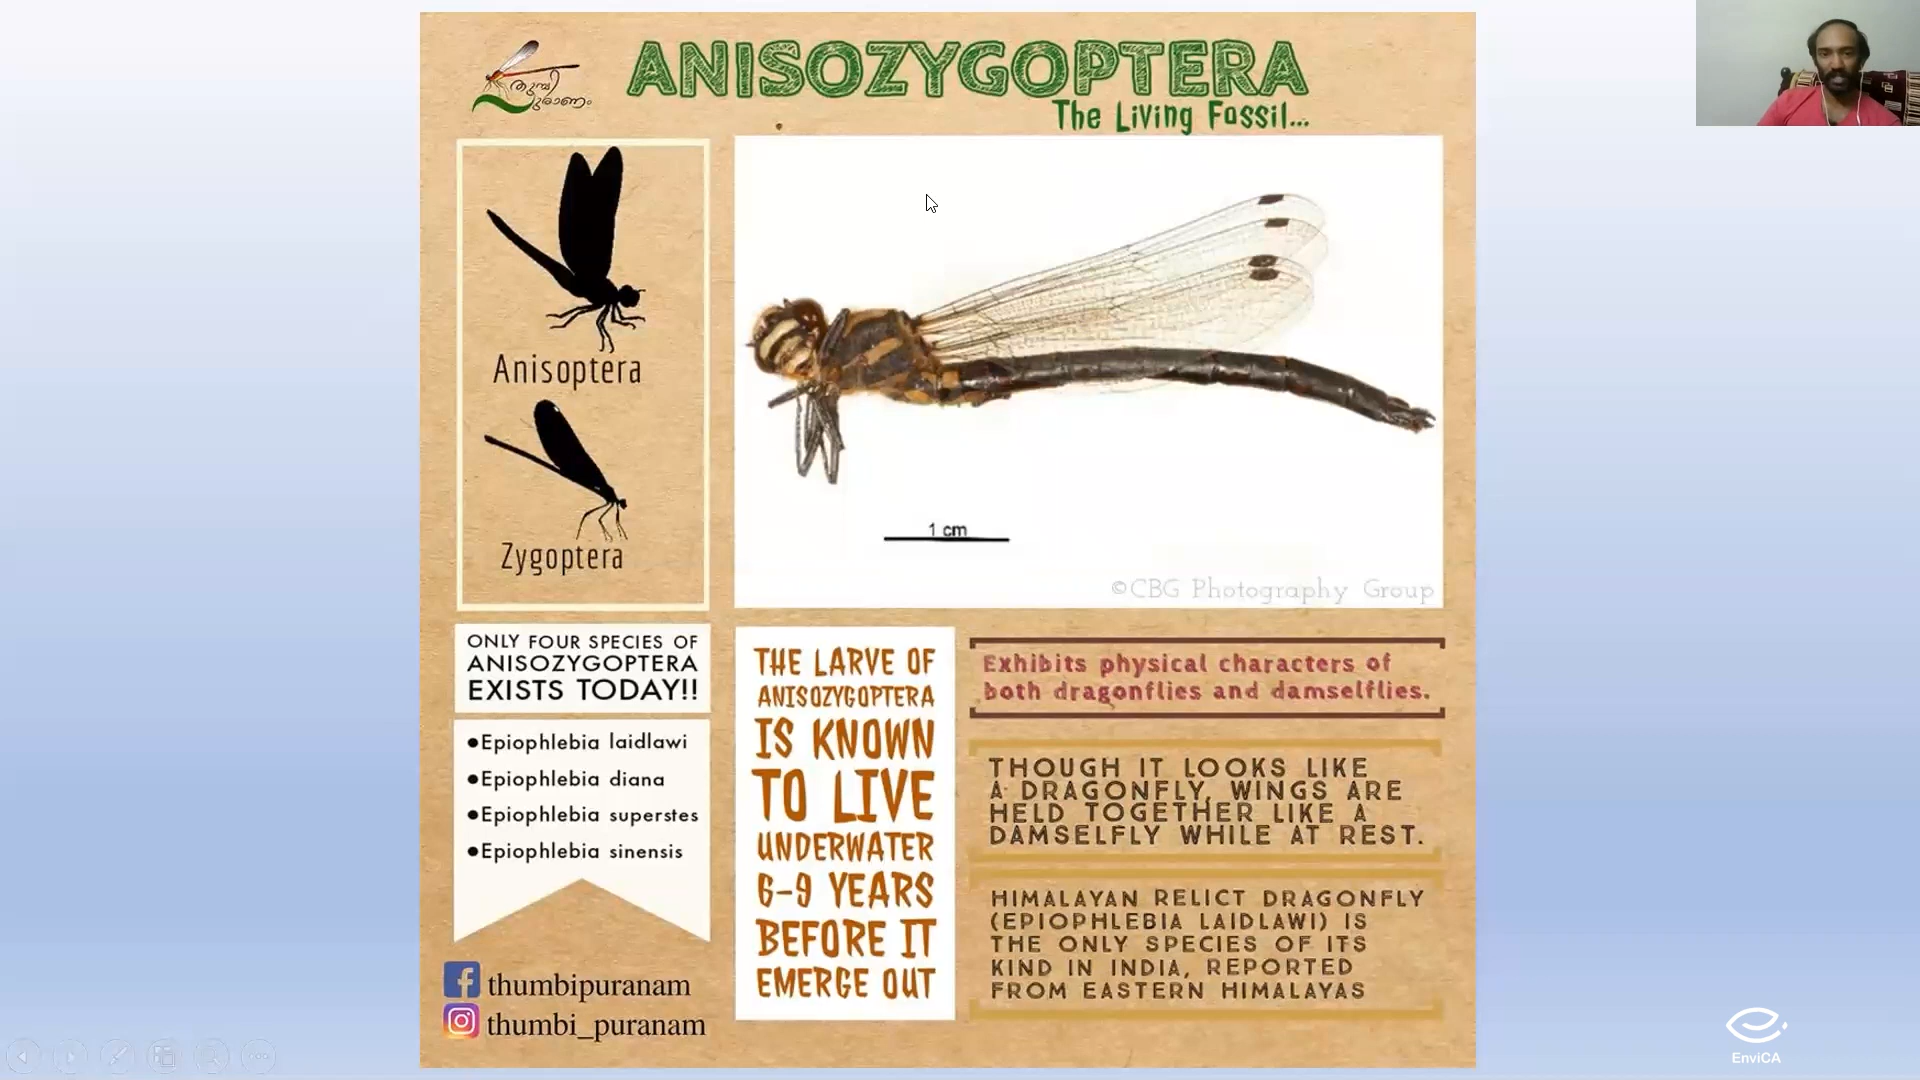 തുമ്പി
പുരാണം
ANISOZYGOPTERA
The Living Fossil...
Anisoptera
Zygoptera
1 cm
©CBG Photography Group
ONLY FOUR SPECIES OF
ANISOZYGOPTERA
EXISTS TODAY!!
●Epiophlebia laidlawi
●Epiophlebia diana
●Epiophlebia superstes
●Epiophlebia sinensis
thumbipuranam
thumbi_puranam
THE LARVE OF
ANISOZYGOPTERA
IS KNOWN
TO LIVE
UNDERWATER
6-9 YEARS
BEFORE IT
EMERGE OUT
Exhibits physical characters of
both dragonflies and damselflies.
THOUGH IT LOOKS LIKE
A DRAGONFLY, WINGS ARE
HELD TOGETHER LIKE A
DAMSELFLY WHILE AT REST.
HIMALAYAN RELICT DRAGONFLY
(EPIOPHLEBIA LAIDLAWI) IS
THE ONLY SPECIES OF ITS
KIND IN INDIA, REPORTED
FROM EASTERN HIMALAYAS
EnviCA